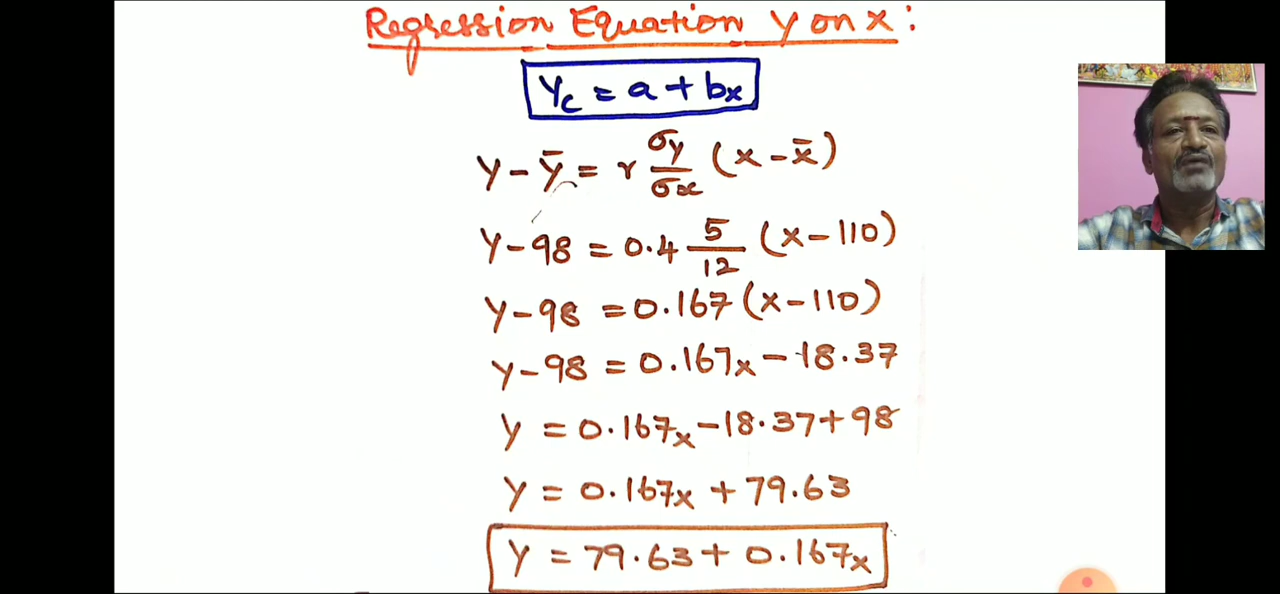 Regression Equation Y on X :
Yc = a + bx
Y - ȳ = r σy/σx (x - x̄)
Y - 98 = 0.4 5/12 (x - 110)
Y - 98 = 0.167 (x - 110)
Y - 98 = 0.167x - 18.37
Y = 0.167x - 18.37 + 98
Y = 0.167x + 79.63
Y = 79.63 + 0.167x